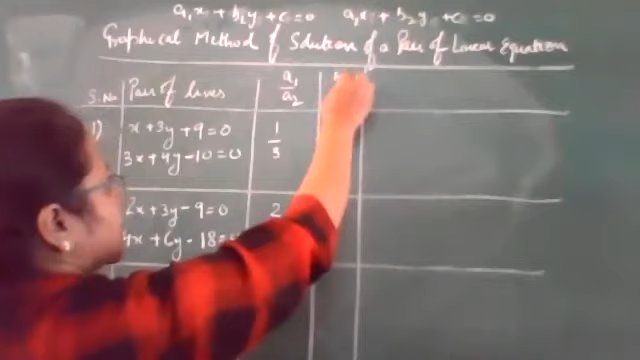 a₁x + b₁y + c = 0 a₂x + b₂y + c = 0
Graphical Method of Solution of a Pair of Linear Equation
S.No Pair of lines a₁/a₂
1) x + 3y + 9 = 0 1/3
3x + 4y - 10 = 0
2x + 3y - 9 = 0 2
4x + 6y - 18 =